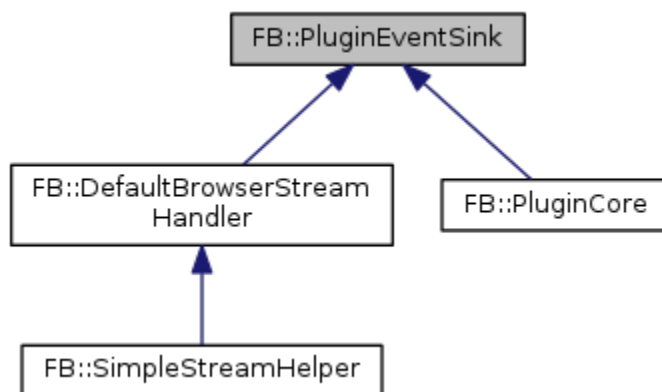 FB::PluginEventSink
FB::DefaultBrowserStream
Handler
FB::PluginCore
FB::SimpleStreamHelper